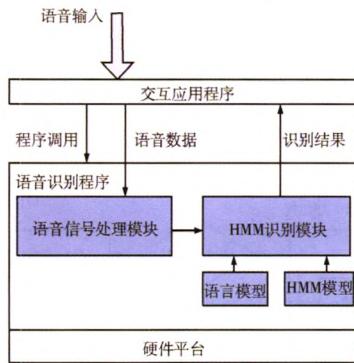 语音输入
交互应用程序
程序调用
语音数据
识别结果
语音识别程序
语音信号处理模块
HMM识别模块
语言模型
HMM模型
硬件平台